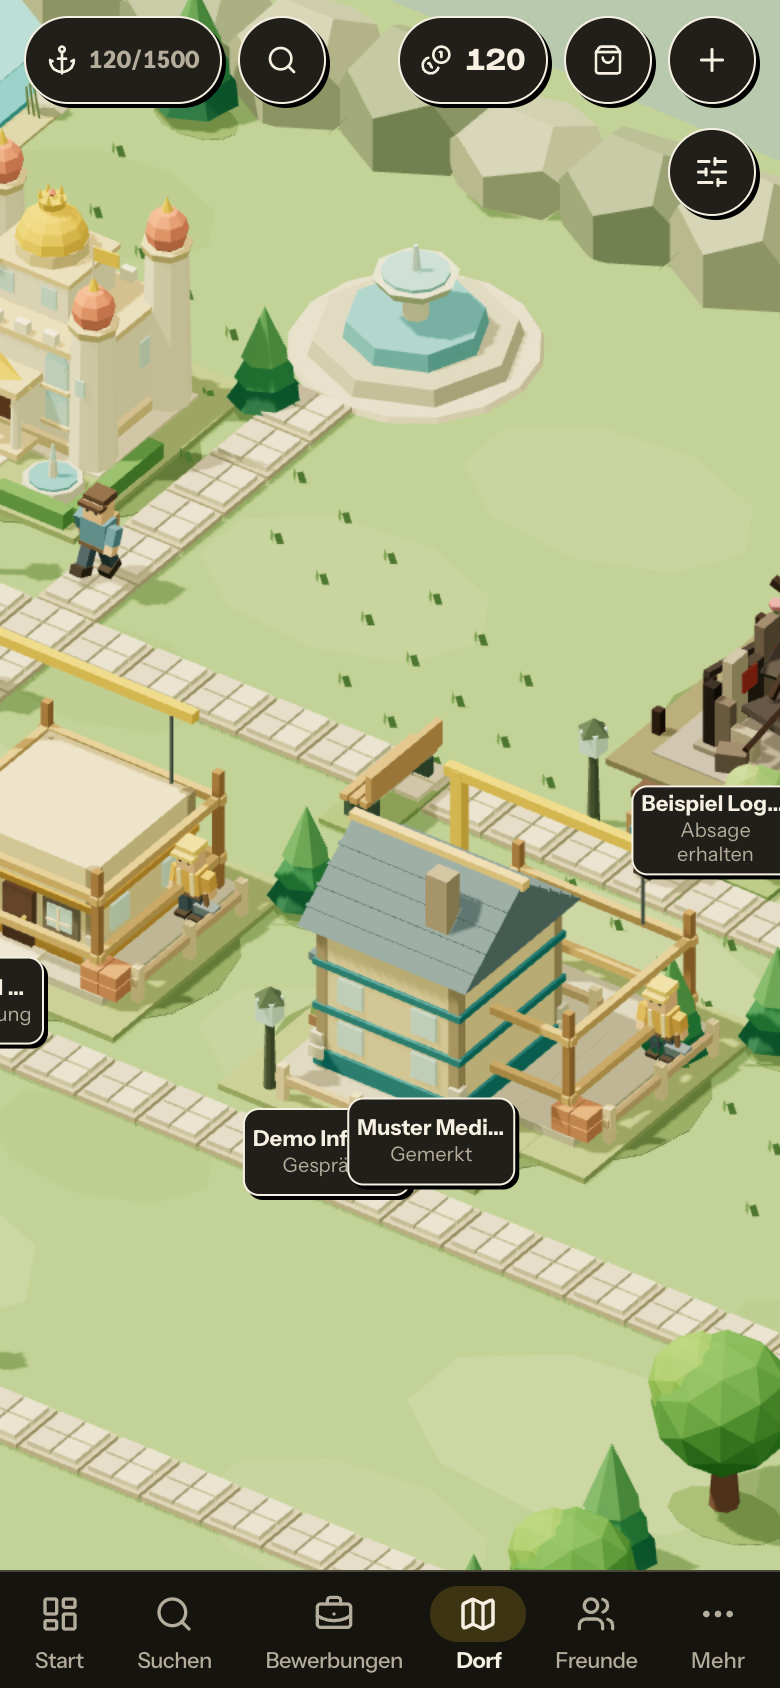 120/1500
120
Beispiel Log...
Absage
erhalten
...
ung
Demo Inf
Gesprä
Muster Medi...
Gemerkt
Start
Suchen
Bewerbungen
Dorf
Freunde
Mehr